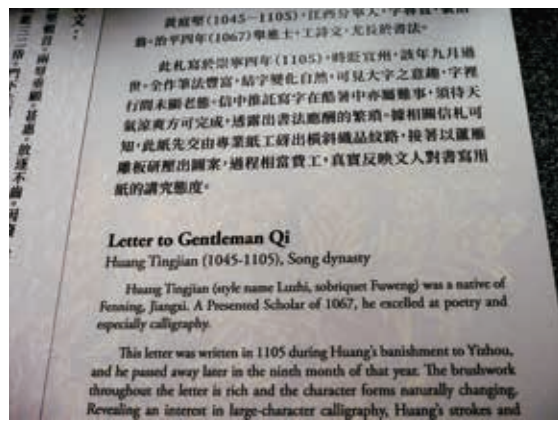 黃庭堅(1045-1105),江西分寧人,字魯直,號涪
翁。治平四年(1067)舉進士,工詩文,尤長於書法。
此札寫於崇寧四年(1105),時貶宜州,該年九月過
世。全作筆法豐富,結字變化自然,可見大字之意趣,字裡
行間未顯老態。信中推託寫字在酷暑中亦屬難事,須待天
氣涼爽方可完成,透露出書法應酬的繁瑣。據相關信札可
知,此紙先交由專業紙工研出橫斜織品紋路,接著以蘆雁
雕板研壓出圖案,過程相當費工,真實反映文人對書寫用
紙的講究態度。
Letter to Gentleman Qi
Huang Tingjian (1045-1105), Song dynasty
Huang Tingjian (style name Luzhi, sobriquet Fuweng) was a native of
Fenning, Jiangxi. A Presented Scholar of 1067, he excelled at poetry and
especially calligraphy.
This letter was written in 1105 during Huang's banishment to Yizhou,
and he passed away later in the ninth month of that year. The brushwork
throughout the letter is rich and the character forms naturally changing.
Revealing an interest in large-character calligraphy, Huang's strokes and